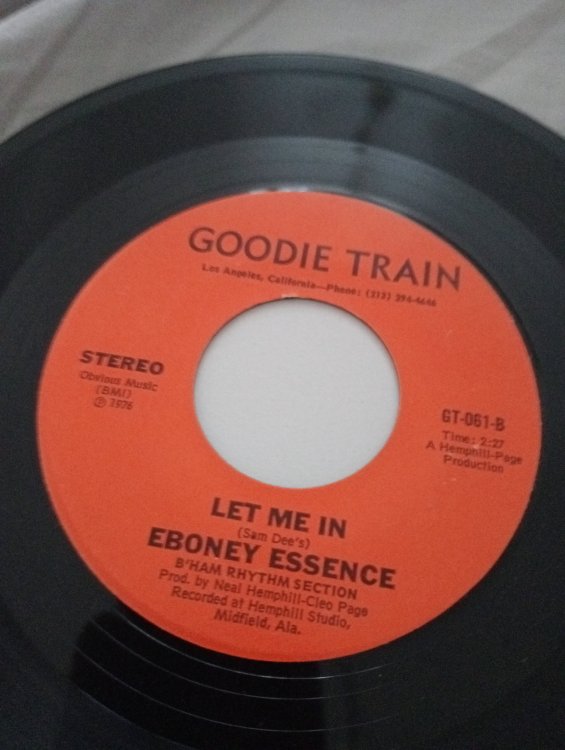 GOODIE TRAIN
Los Angeles, California—Phone: (213) 294-4646
STEREO
Obvious Music
(BMI)
℗ 1976
GT-061-B
Time: 2:27
A Hemphill-Page
Production
LET ME IN
(Sam Dee's)
EBONEY ESSENCE
B'HAM RHYTHM SECTION
Prod. by Neal Hemphill-Cleo Page
Recorded at Hemphill Studio,
Midfield, Ala.